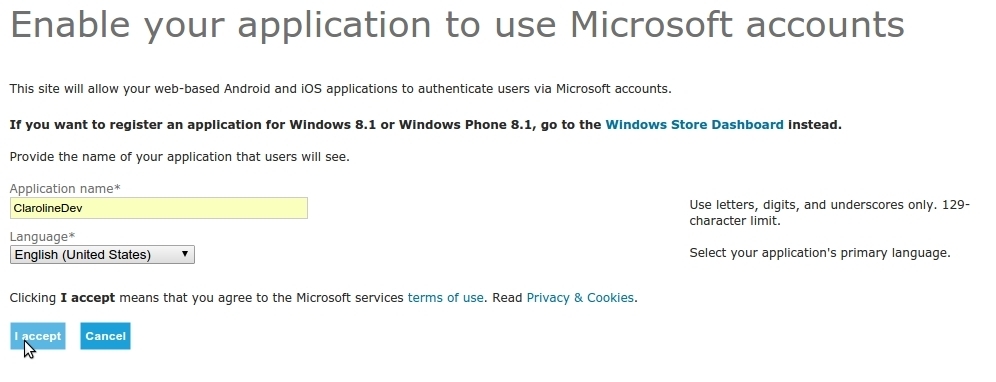 Enable your application to use Microsoft accounts
This site will allow your web-based Android and iOS applications to authenticate users via Microsoft accounts.
If you want to register an application for Windows 8.1 or Windows Phone 8.1, go to the Windows Store Dashboard instead.
Provide the name of your application that users will see.
Application name*
ClarolineDev
Use letters, digits, and underscores only. 129-
character limit.
Language*
English (United States)
Select your application's primary language.
Clicking I accept means that you agree to the Microsoft services terms of use. Read Privacy & Cookies.
I accept Cancel